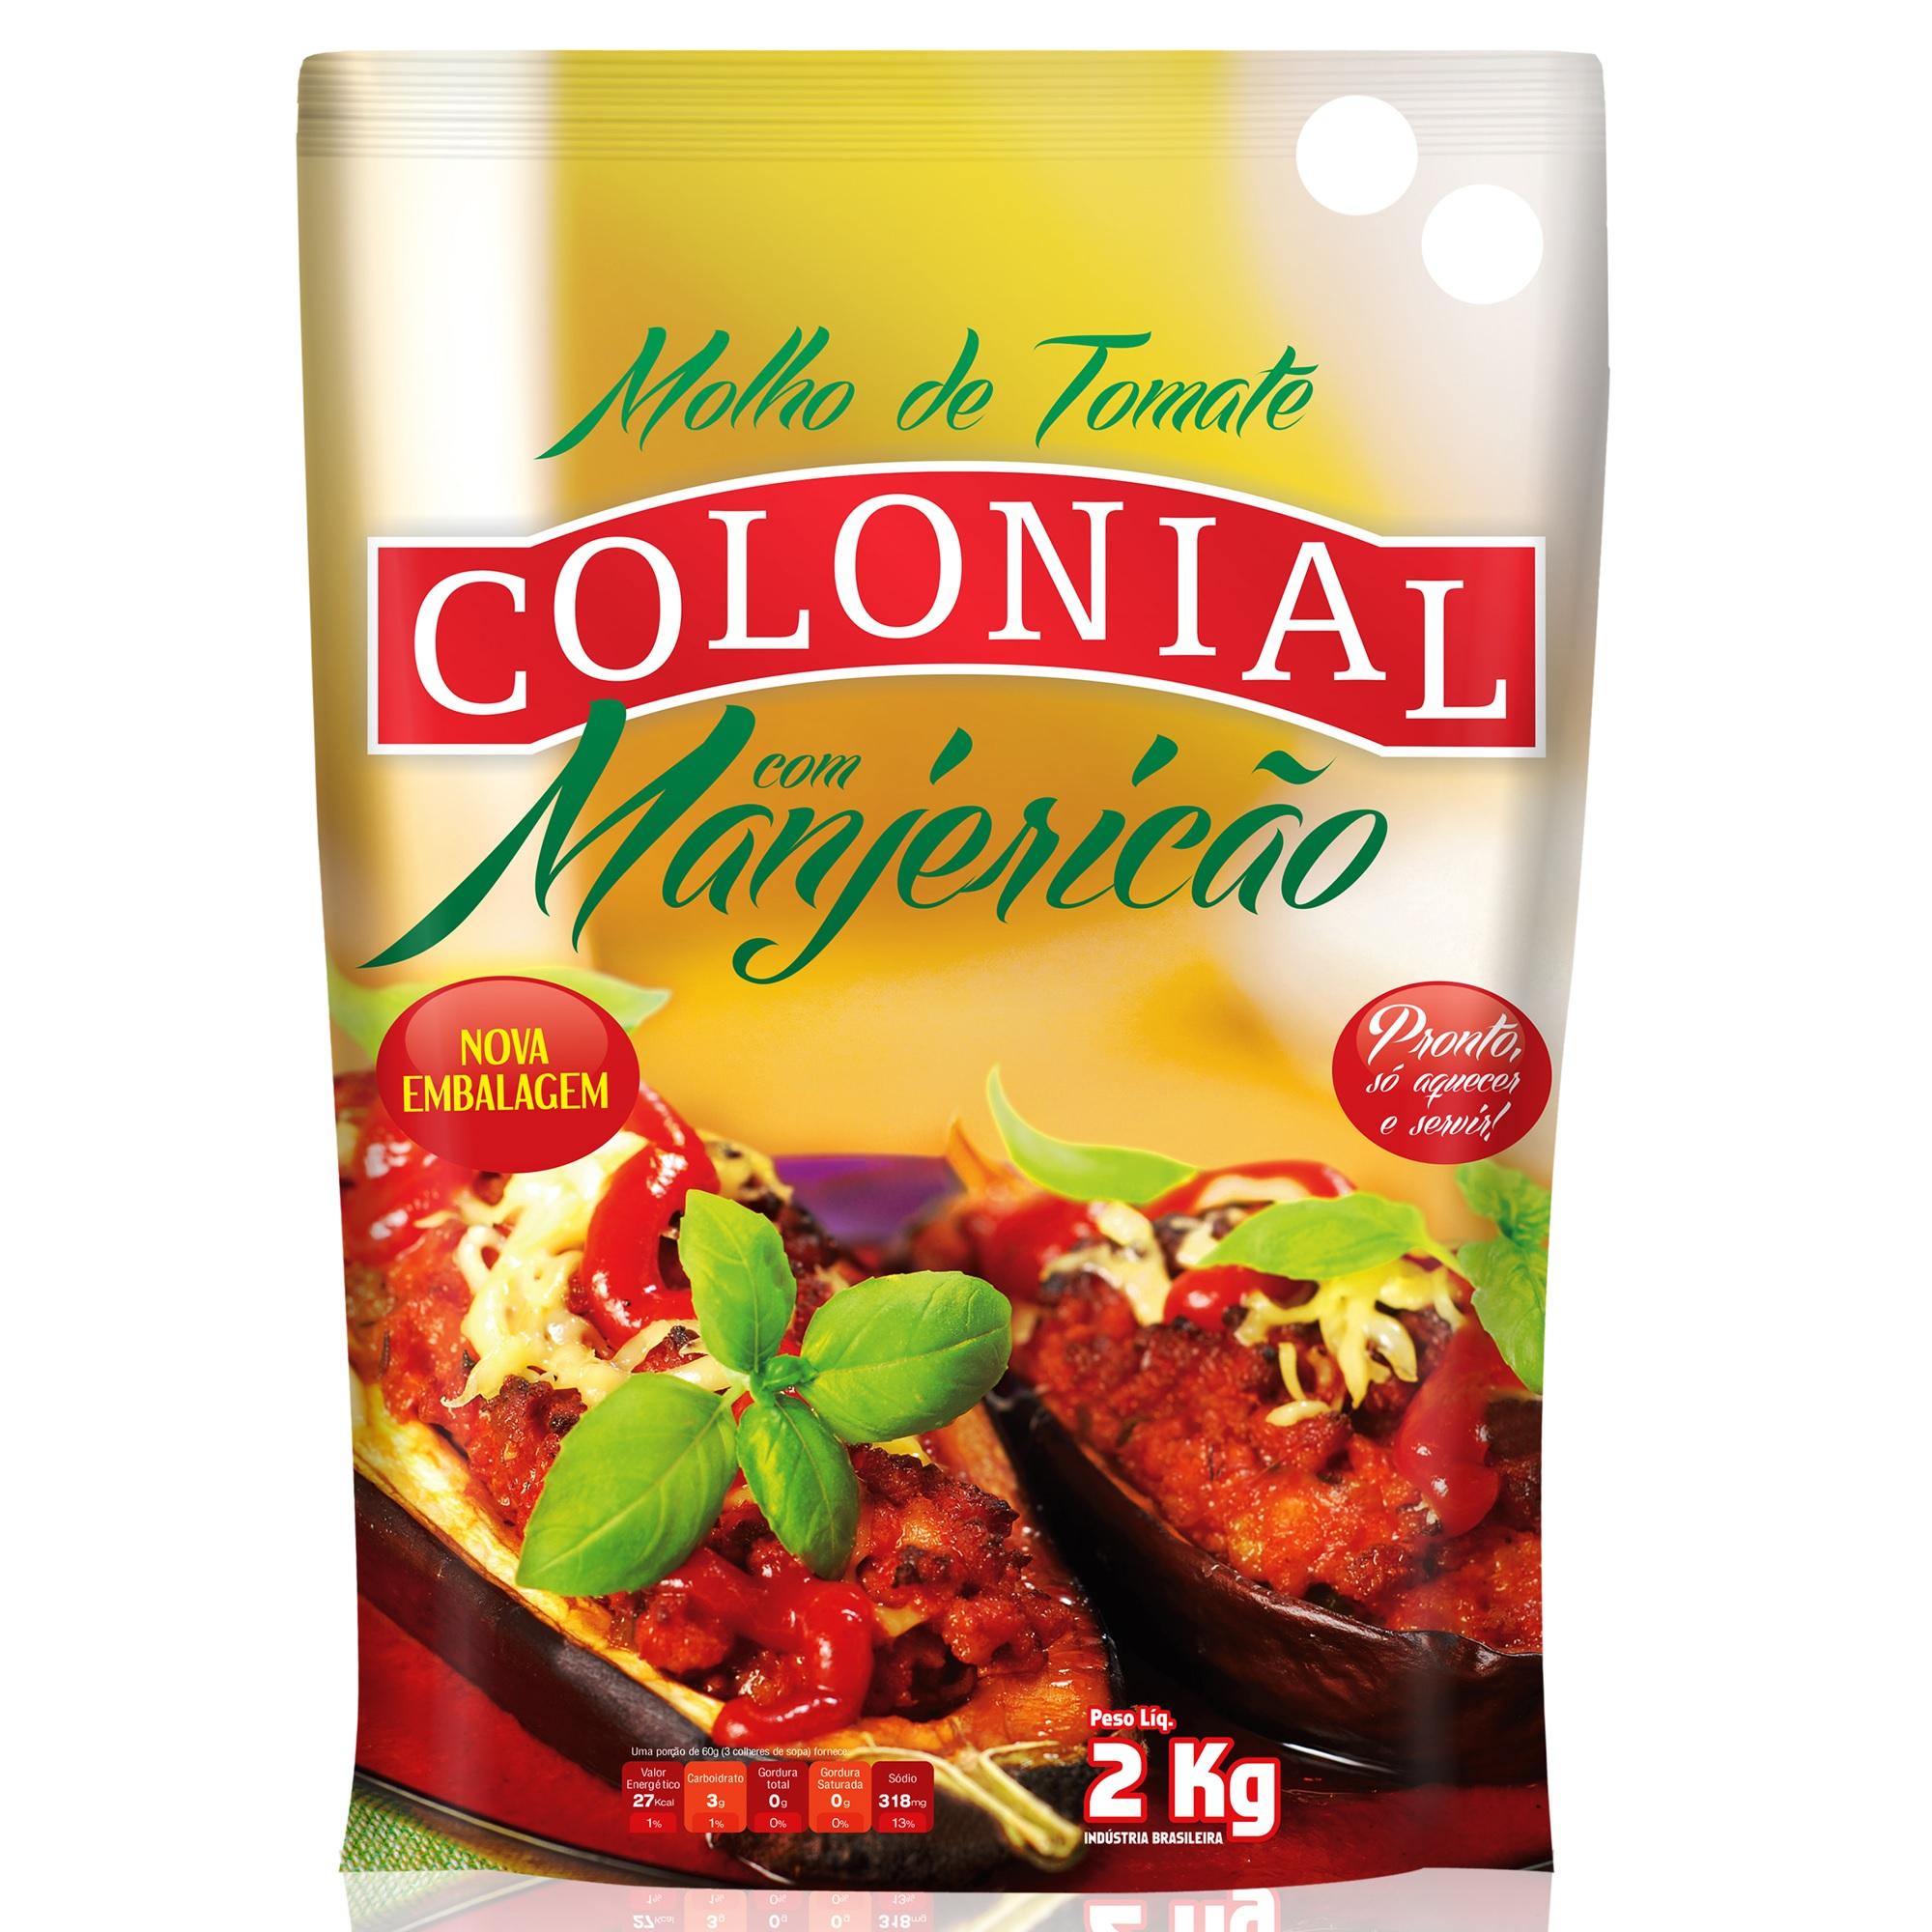 Molho de Tomate
COLONIAL
com
Manjericão
NOVA
EMBALAGEM
Pronto,
só aquecer
e servir!
Peso Líq.
2 Kg
INDÚSTRIA BRASILEIRA
Uma porção de 60g (3 colheres de sopa) fornece:
Valor Energético 27Kcal 1%
Carboidrato 3g 1%
Gordura total 0g 0%
Gordura Saturada 0g 0%
Sódio 318mg 13%